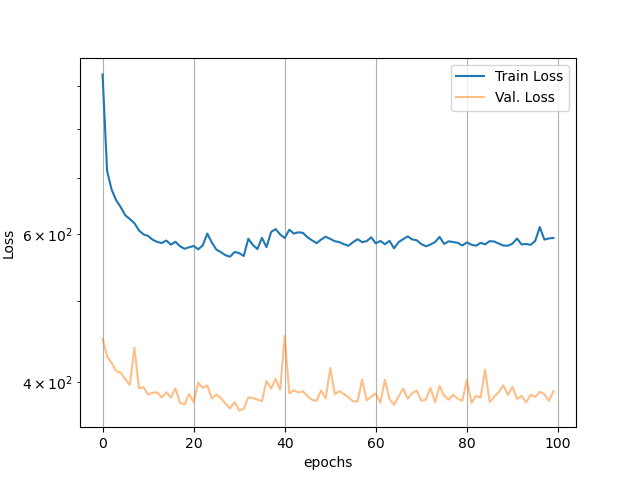 Train Loss
Val. Loss
Loss
6 × 10²
4 × 10²
0 20 40 60 80 100
epochs